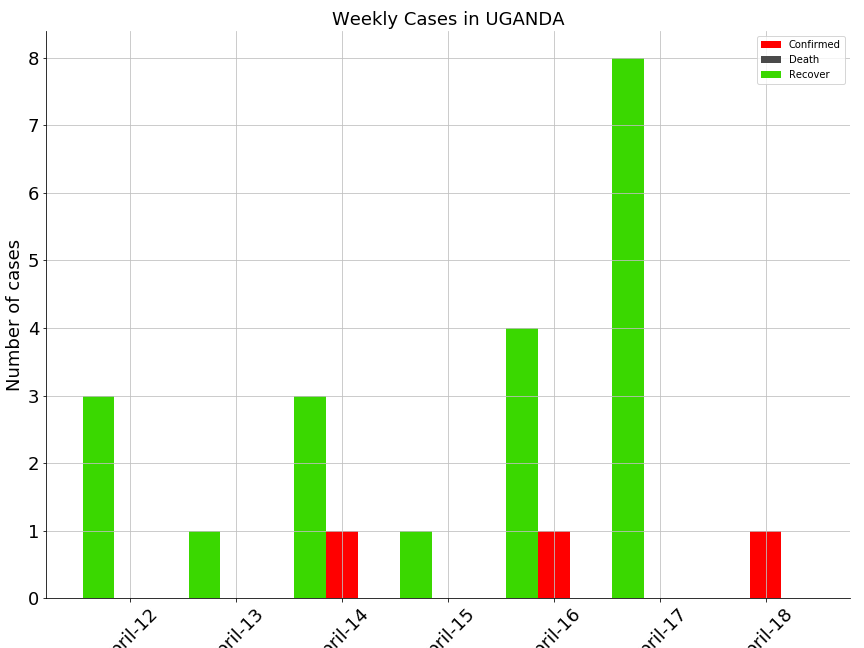 Weekly Cases in UGANDA
Confirmed
Death
Recover
Number of cases
8
7
6
5
4
3
2
1
0
pril-12
pril-13
pril-14
pril-15
pril-16
pril-17
pril-18